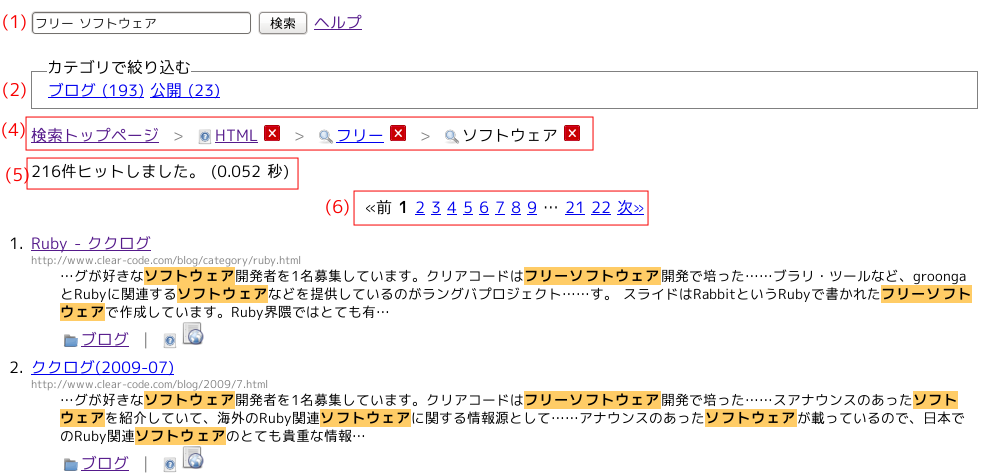 (1) フリー ソフトウェア 検索 ヘルプ
カテゴリで絞り込む
(2) ブログ (193) 公開 (23)
(4) 検索トップページ > HTML > フリー > ソフトウェア
(5) 216件ヒットしました。 (0.052 秒)
(6) «前 1 2 3 4 5 6 7 8 9 … 21 22 次»
1. Ruby - ククログ
http://www.clear-code.com/blog/category/ruby.html
…グが好きなソフトウェア開発者を1名募集しています。クリアコードはフリーソフトウェア開発で培った……ブラリ・ツールなど、groonga
とRubyに関連するソフトウェアなどを提供しているのがラングバプロジェクト……す。 スライドはRabbitというRubyで書かれたフリーソフト
ウェアで作成しています。Ruby界隈ではとても有…
ブログ |
2. ククログ(2009-07)
http://www.clear-code.com/blog/2009/7.html
…グが好きなソフトウェア開発者を1名募集しています。クリアコードはフリーソフトウェア開発で培った……スアナウンスのあったソフト
ウェアを紹介していて、海外のRuby関連ソフトウェアに関する情報源として……アナウンスのあったソフトウェアが載っているので、日本で
のRuby関連ソフトウェアのとても貴重な情報…
ブログ |